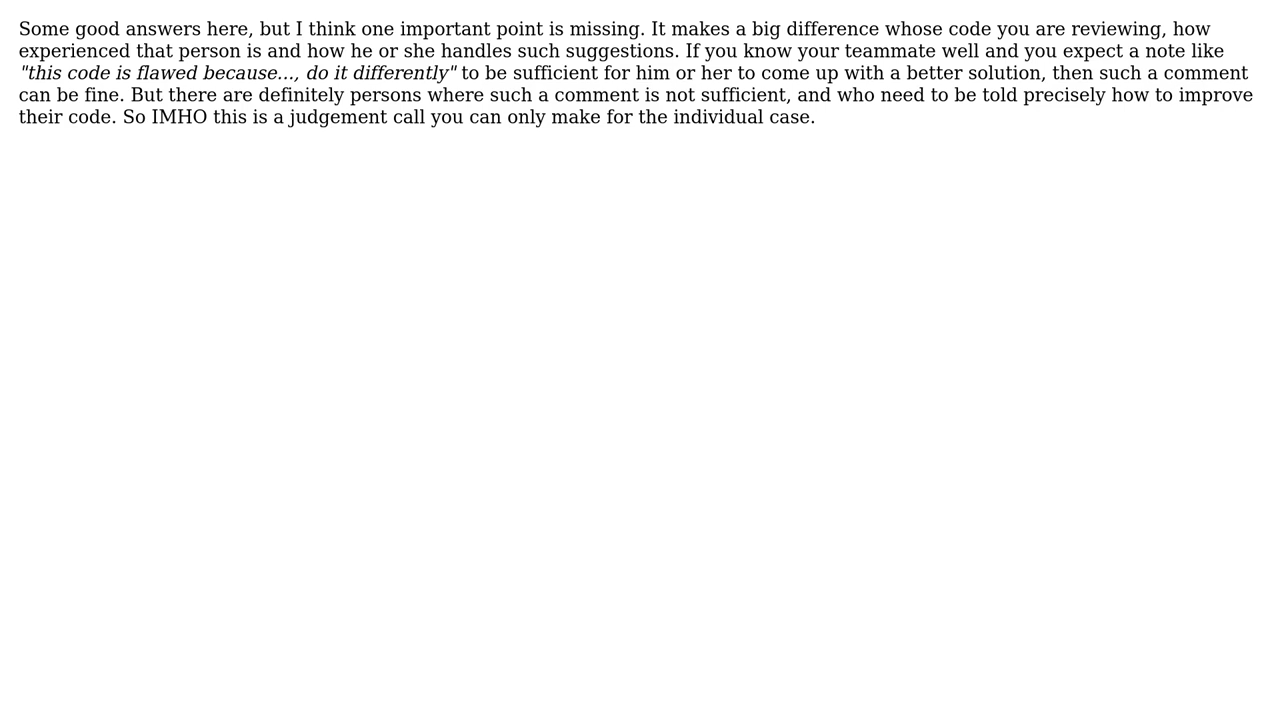 Some good answers here, but I think one important point is missing. It makes a big difference whose code you are reviewing, how
experienced that person is and how he or she handles such suggestions. If you know your teammate well and you expect a note like
"this code is flawed because..., do it differently" to be sufficient for him or her to come up with a better solution, then such a comment
can be fine. But there are definitely persons where such a comment is not sufficient, and who need to be told precisely how to improve
their code. So IMHO this is a judgement call you can only make for the individual case.